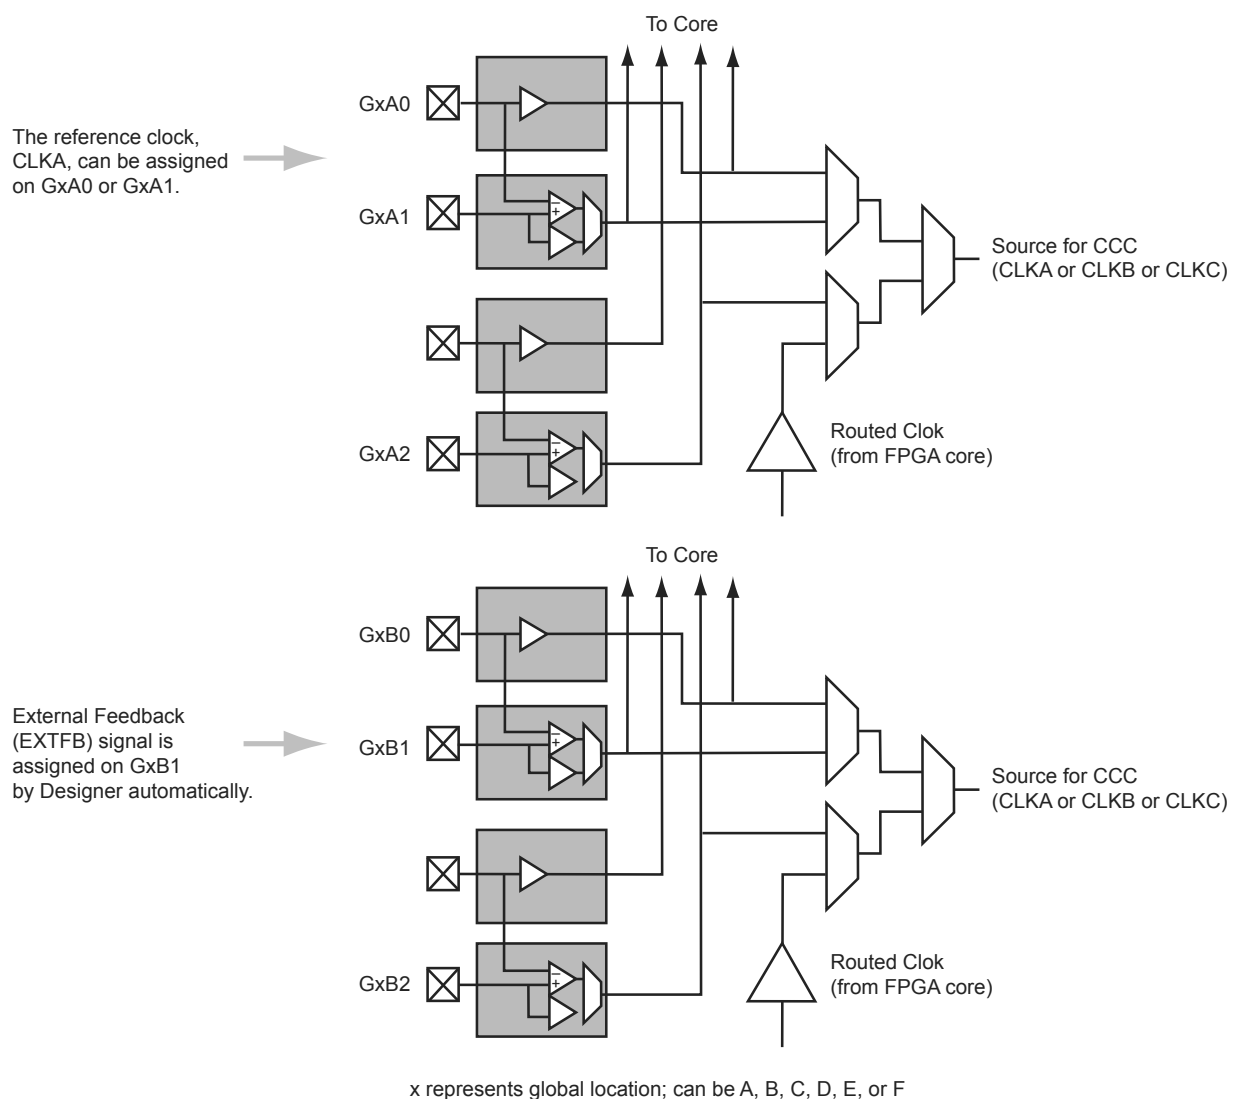 To Core
GxA0
The reference clock,
CLKA, can be assigned
on GxA0 or GxA1.
GxA1
−
+
Source for CCC
(CLKA or CLKB or CLKC)
GxA2
−
+
Routed Clok
(from FPGA core)
To Core
GxB0
External Feedback
(EXTFB) signal is
assigned on GxB1
by Designer automatically.
GxB1
−
+
Source for CCC
(CLKA or CLKB or CLKC)
GxB2
−
+
Routed Clok
(from FPGA core)
x represents global location; can be A, B, C, D, E, or F